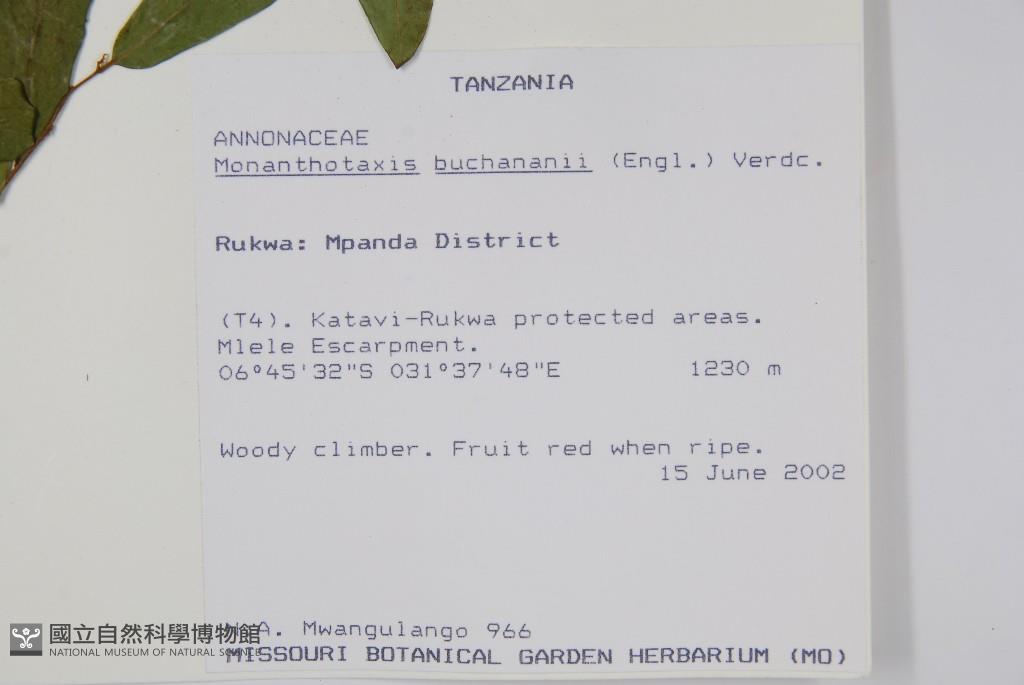 TANZANIA
ANNONACEAE
Monanthotaxis buchananii (Engl.) Verdc.
Rukwa: Mpanda District
(T4). Katavi-Rukwa protected areas.
Mlele Escarpment.
06°45'32"S 031°37'48"E 1230 m
Woody climber. Fruit red when ripe.
15 June 2002
A. Mwangulango 966
MISSOURI BOTANICAL GARDEN HERBARIUM (MO)
國立自然科學博物館
NATIONAL MUSEUM OF NATURAL SCIENCE